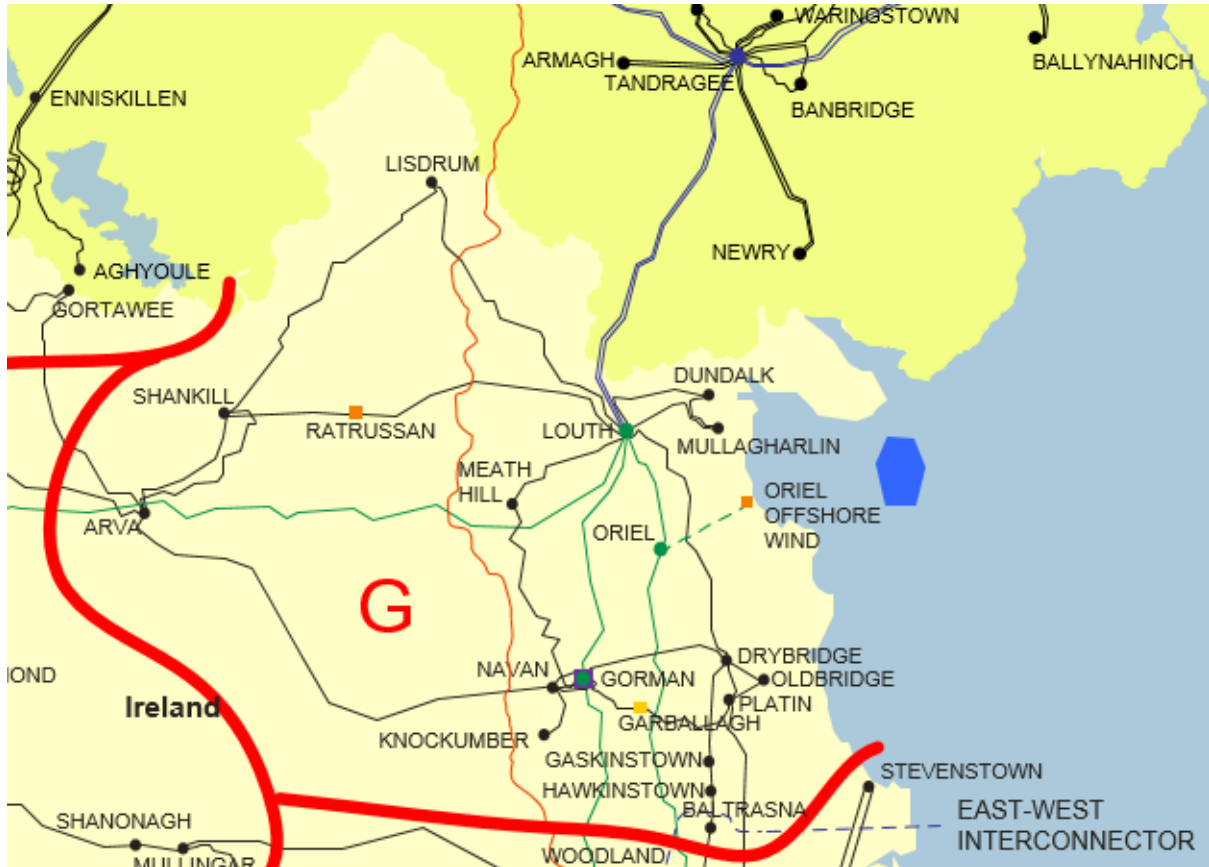 WARINGSTOWN
ARMAGH
TANDRAGEE
BALLYNAHINCH
ENNISKILLEN
BANBRIDGE
LISDRUM
NEWRY
AGHYOULE
GORTAWEE
SHANKILL
DUNDALK
RATRUSSAN
LOUTH
MULLAGHARLIN
MEATH
HILL
ORIEL
OFFSHORE
WIND
ARVA
ORIEL
G
OND
NAVAN
GORMAN
DRYBRIDGE
OLDBRIDGE
PLATIN
Ireland
GARBALLAGH
KNOCKUMBER
GASKINSTOWN
STEVENSTOWN
HAWKINSTOWN
BALTRASNA
EAST-WEST
INTERCONNECTOR
SHANONAGH
MULLINGAR
WOODLAND